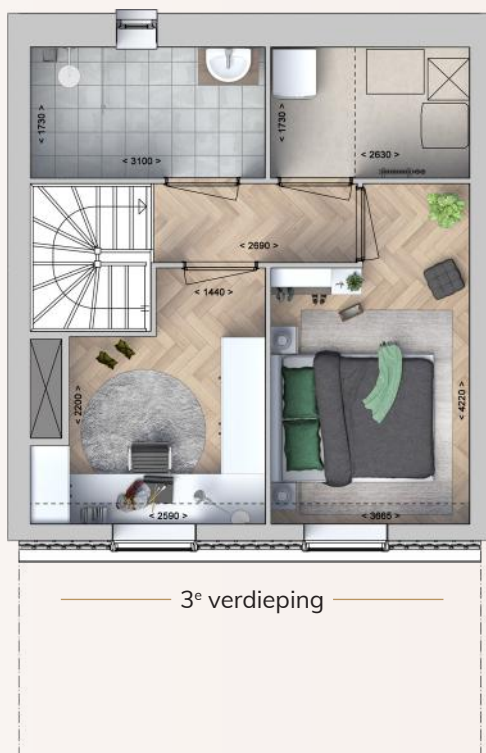 < 1730 >
< 1730 >
< 3100 >
< 2630 >
< 2690 >
< 1440 >
< 2200 >
< 4220 >
< 2590 >
< 3665 >
3e verdieping